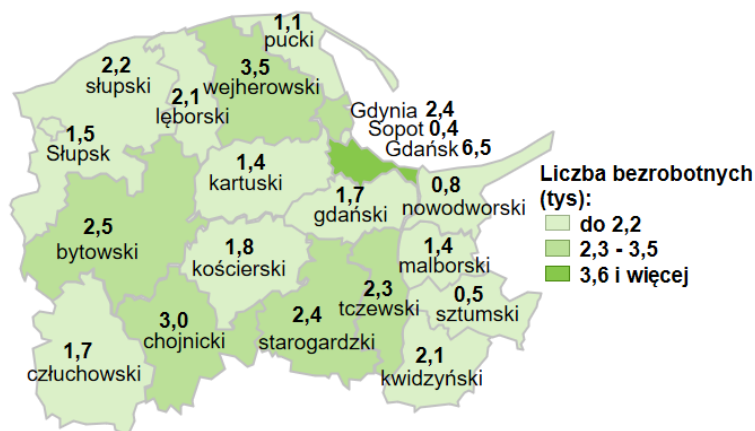 1,1
pucki
2,2
słupski
3,5
wejherowski
2,1
lęborski
Gdynia 2,4
Sopot 0,4
Gdańsk 6,5
1,5
Słupsk
1,4
kartuski
1,7
gdański
0,8
nowodworski
2,5
bytowski
1,8
kościerski
1,4
malborski
2,3
tczewski
0,5
sztumski
3,0
chojnicki
2,4
starogardzki
1,7
człuchowski
2,1
kwidzyński
Liczba bezrobotnych
(tys):
do 2,2
2,3 - 3,5
3,6 i więcej